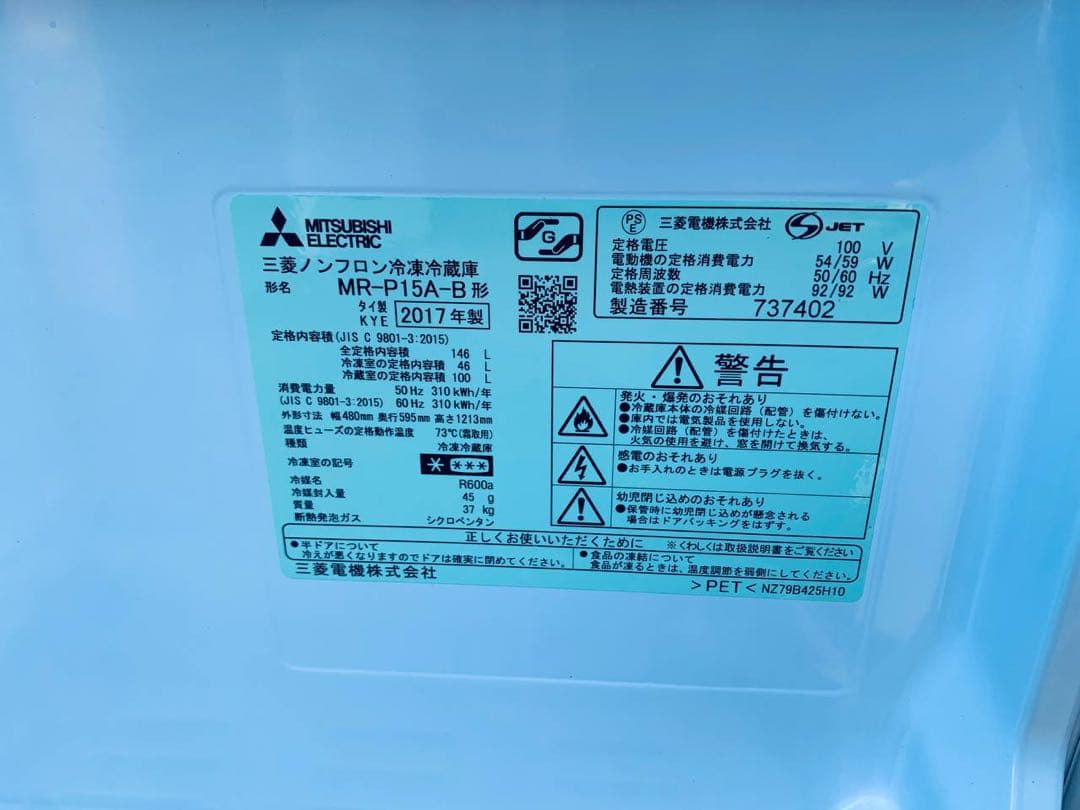 MITSUBISHI
ELECTRIC
三菱ノンフロン冷凍冷蔵庫
形名 MR-P15A-B形
タイ製
KYE 2017年製
定格内容積(JIS C 9801-3:2015)
全定格内容積 146 L
冷凍室の定格内容積 46 L
冷蔵室の定格内容積 100 L
消費電力量 50 Hz 310 kWh/年
(JIS C 9801-3:2015) 60 Hz 310 kWh/年
外形寸法 幅480mm 奥行595mm 高さ1213mm
温度ヒューズの定格動作温度 73℃(霜取用)
種類 冷凍冷蔵庫
冷凍室の記号
冷媒名 R600a
冷媒封入量 45 g
質量 37 kg
断熱発泡ガス シクロペンタン
G
PS
E 三菱電機株式会社 S JET
定格電圧 100 V
電動機の定格消費電力 54/59 W
定格周波数 50/60 Hz
電熱装置の定格消費電力 92/92 W
製造番号 737402
警告
発火・爆発のおそれあり
●冷蔵庫本体の冷媒回路(配管)を傷付けない。
●庫内では電気製品を使用しない。
●冷媒回路(配管)を傷付けたときは、
火気の使用を避け、窓を開けて換気する。
感電のおそれあり
●お手入れのときは電源プラグを抜く。
幼児閉じ込めのおそれあり
●保管時に幼児閉じ込めが懸念される
場合はドアパッキングをはずす。
正しくお使いいただくために ※くわしくは取扱説明書をご覧ください
●半ドアについて
冷えが悪くなりますのでドアは確実に閉めてください。
●食品の凍結について
食品が凍るときは、温度調節を弱側にしてください。
三菱電機株式会社
>PET< NZ79B425H10